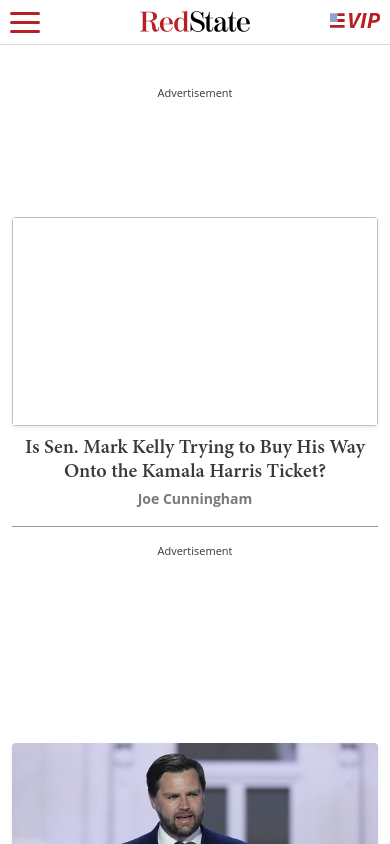 RedState
VIP
Advertisement
Is Sen. Mark Kelly Trying to Buy His Way
Onto the Kamala Harris Ticket?
Joe Cunningham
Advertisement